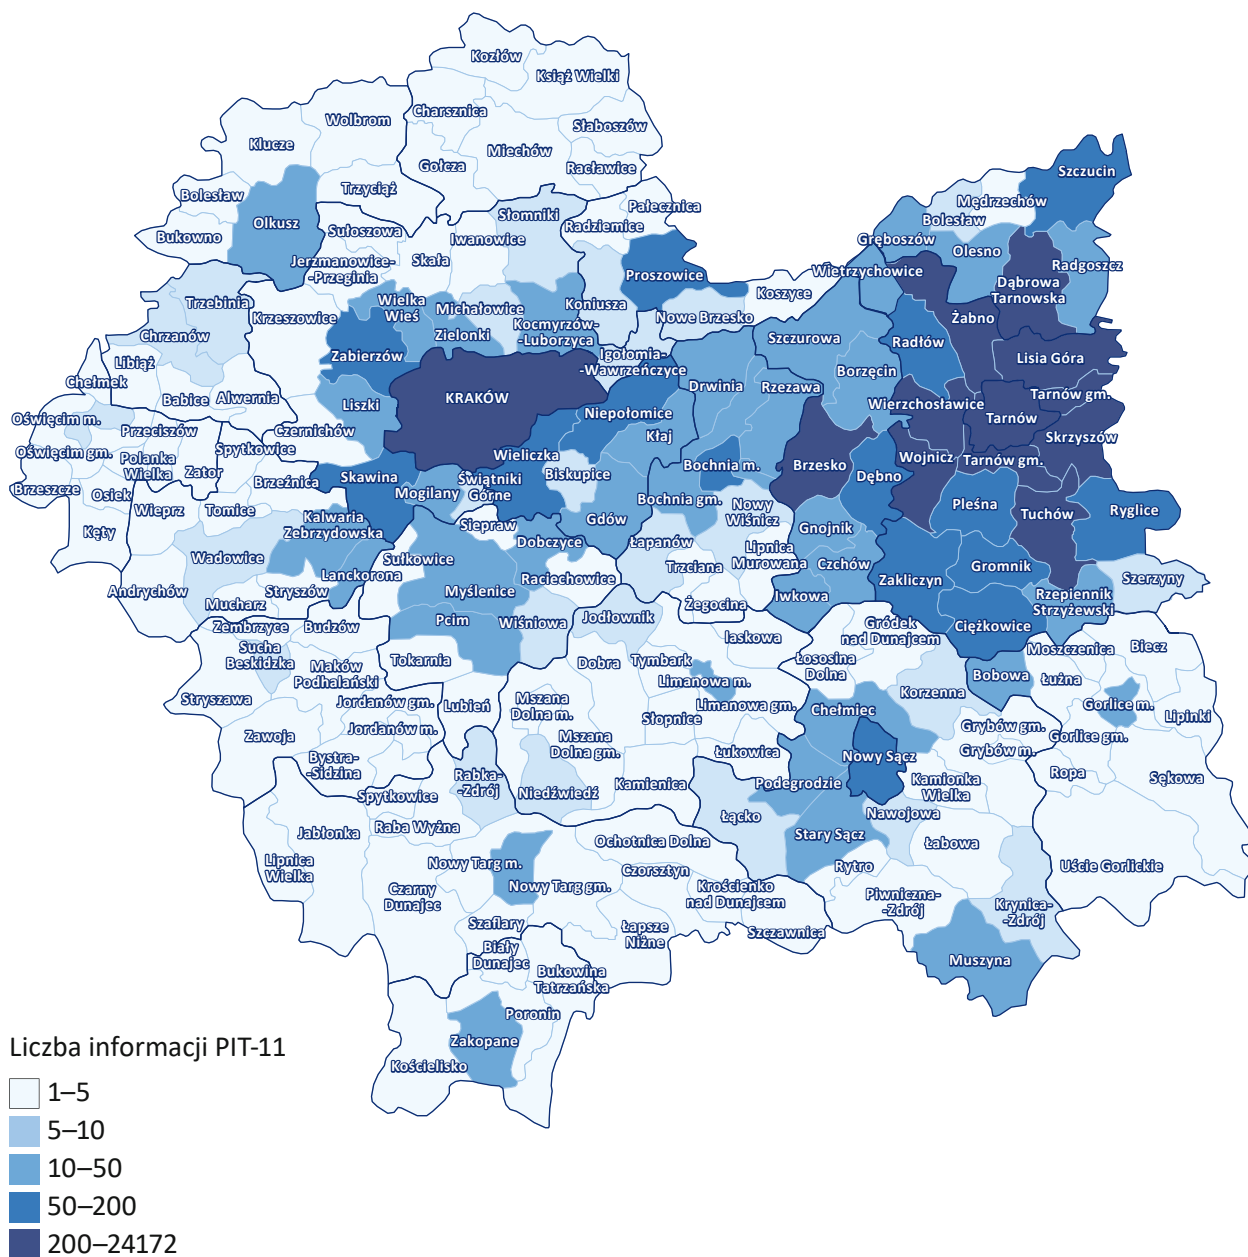 Kozłów
Książ Wielki
Charsznica
Wolbrom
Słaboszów
Klucze
Miechów
Gołcza
Racławice
Szczucin
Trzyciąż
Bolesław
Mędrzechów
Pałecznica
Słomniki
Bolesław
Olkusz
Radziemice
Sułoszowa
Bukowno
Iwanowice
Gręboszów
Olesno
Skała
Jerzmanowice-
-Przeginia
Radgoszcz
Wietrzychowice
Proszowice
Dąbrowa
Tarnowska
Koszyce
Trzebinia
Wielka
Wieś
Michałowice
Koniusza
Krzeszowice
Nowe Brzesko
Żabno
Kocmyrzów-
-Luborzyca
Chrzanów
Zielonki
Szczurowa
Radłów
Zabierzów
Igołomia-
-Wawrzeńczyce
Lisia Góra
Libiąż
Borzęcin
Chełmek
Drwinia
Rzezawa
Tarnów gm.
Babice
Alwernia
KRAKÓW
Liszki
Wierzchosławice
Niepołomice
Tarnów
Oświęcim m.
Przeciszów
Czernichów
Kłaj
Skrzyszów
Oświęcim gm.
Spytkowice
Wieliczka
Wojnicz
Tarnów gm.
Polanka
Wielka
Zator
Bochnia m.
Brzesko
Biskupice
Skawina
Świątniki
Górne
Dębno
Brzeszcze
Osiek
Brzeźnica
Mogilany
Bochnia gm.
Wieprz
Tomice
Nowy
Wiśnicz
Pleśna
Tuchów
Ryglice
Kalwaria
Zebrzydowska
Siepraw
Gdów
Gnojnik
Kęty
Dobczyce
Łapanów
Lipnica
Murowana
Wadowice
Sułkowice
Trzciana
Czchów
Gromnik
Lanckorona
Raciechowice
Zakliczyn
Szerzyny
Andrychów
Stryszów
Myślenice
Iwkowa
Rzepiennik
Strzyżewski
Mucharz
Żegocina
Zembrzyce
Budzów
Pcim
Wiśniowa
Jodłownik
Gródek
nad Dunajcem
Ciężkowice
Sucha
Beskidzka
Laskowa
Biecz
Moszczenica
Tokarnia
Dobra
Tymbark
Łososina
Dolna
Maków
Podhalański
Limanowa m.
Bobowa
Łużna
Stryszawa
Jordanów gm.
Lubień
Mszana
Dolna m.
Limanowa gm.
Korzenna
Gorlice m.
Chełmiec
Słopnice
Lipinki
Jordanów m.
Grybów gm.
Zawoja
Mszana
Dolna gm.
Gorlice gm.
Łukowica
Grybów m.
Bystra-
-Sidzina
Nowy Sącz
Rabka-
-Zdrój
Ropa
Sękowa
Kamienica
Podegrodzie
Kamionka
Wielka
Niedźwiedź
Spytkowice
Łącko
Nawojowa
Raba Wyżna
Jabłonka
Stary Sącz
Ochotnica Dolna
Łabowa
Lipnica
Wielka
Nowy Targ m.
Rytro
Uście Gorlickie
Czorsztyn
Nowy Targ gm.
Krościenko
nad Dunajcem
Czarny
Dunajec
Piwniczna-
-Zdrój
Krynica-
-Zdrój
Szaflary
Łapsze
Niżne
Szczawnica
Biały
Dunajec
Muszyna
Bukowina
Tatrzańska
Poronin
Zakopane
Kościelisko
Liczba informacji PIT-11
1–5
5–10
10–50
50–200
200–24172